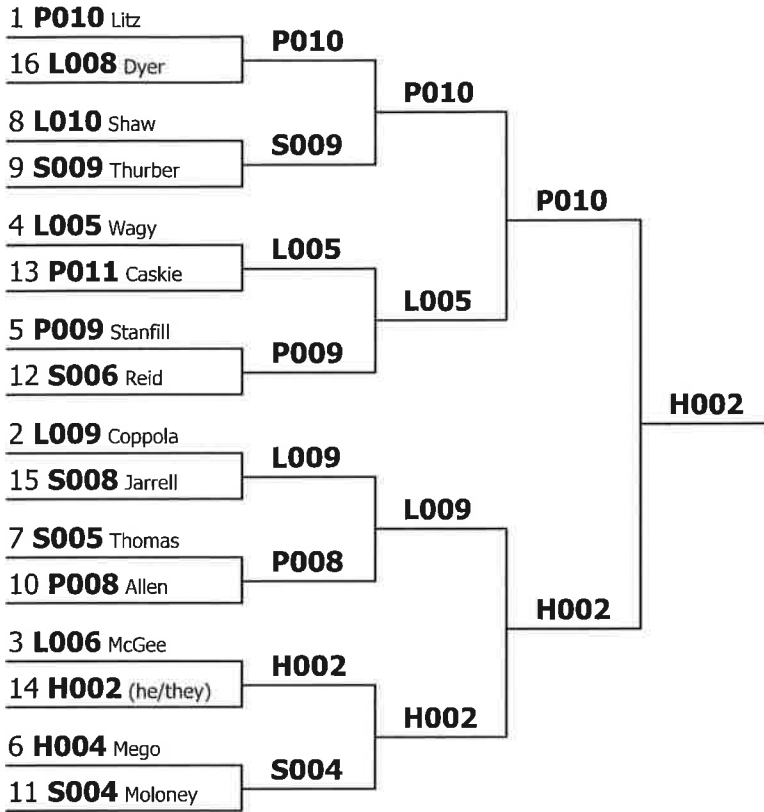 1 P010 Litz
16 L008 Dyer
8 L010 Shaw
9 S009 Thurber
4 L005 Wagy
13 P011 Caskie
5 P009 Stanfill
12 S006 Reid
2 L009 Coppola
15 S008 Jarrell
7 S005 Thomas
10 P008 Allen
3 L006 McGee
14 H002 (he/they)
6 H004 Mego
11 S004 Moloney
P010
S009
L005
P009
L009
P008
H002
S004
P010
L005
L009
H002
P010
H002
H002